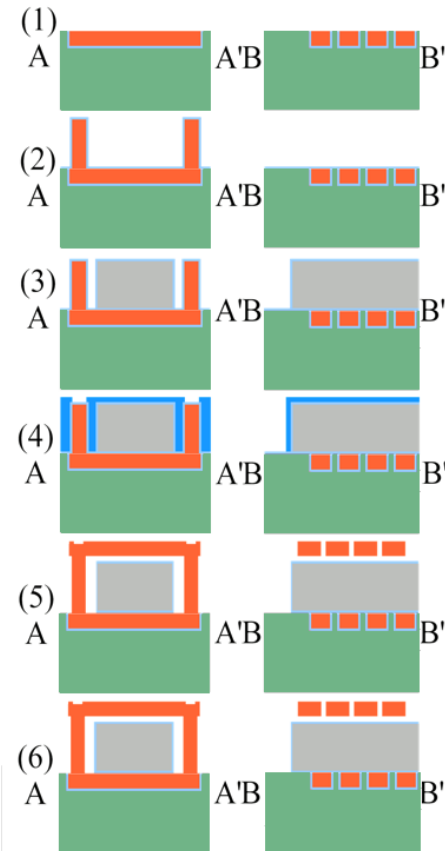 (1)
A A'B B'
(2)
A A'B B'
(3)
A A'B B'
(4)
A A'B B'
(5)
A A'B B'
(6)
A A'B B'